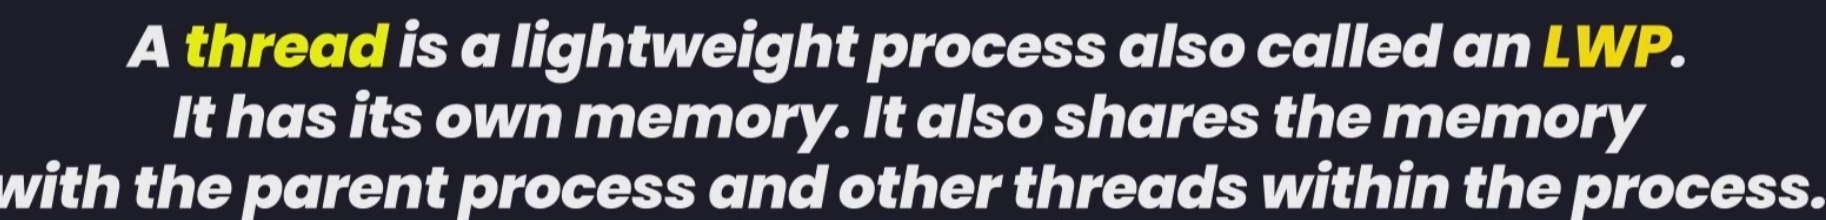 A thread is a lightweight process also called an LWP.
It has its own memory. It also shares the memory
with the parent process and other threads within the process.